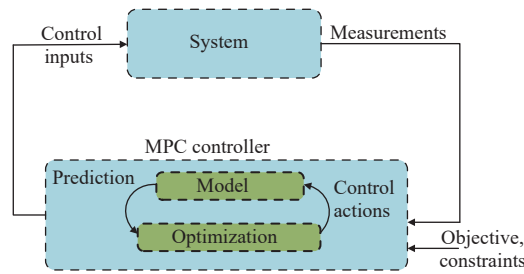 Control
inputs
System
Measurements
MPC controller
Prediction
Model
Control
actions
Optimization
Objective,
constraints